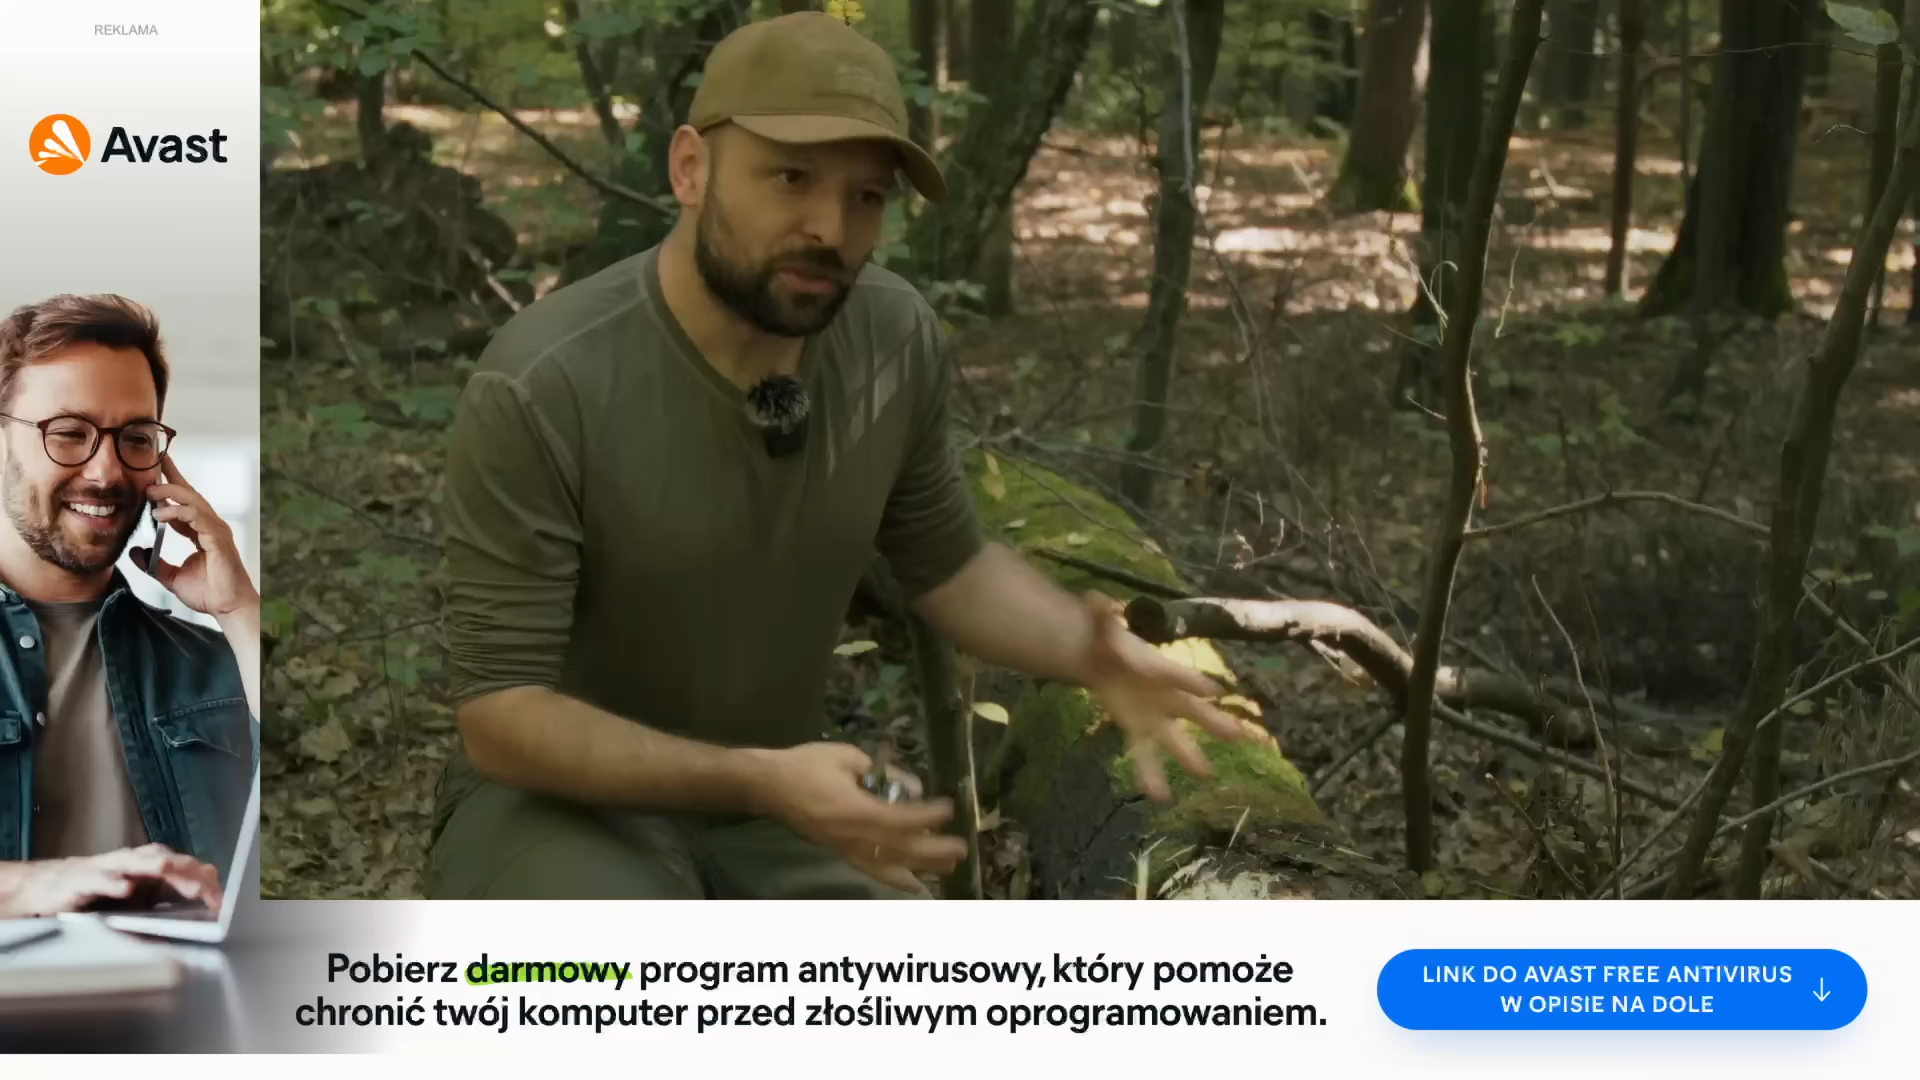 REKLAMA
Avast
Pobierz darmowy program antywirusowy, który pomoże
chronić twój komputer przed złośliwym oprogramowaniem.
LINK DO AVAST FREE ANTIVIRUS
W OPISIE NA DOLE